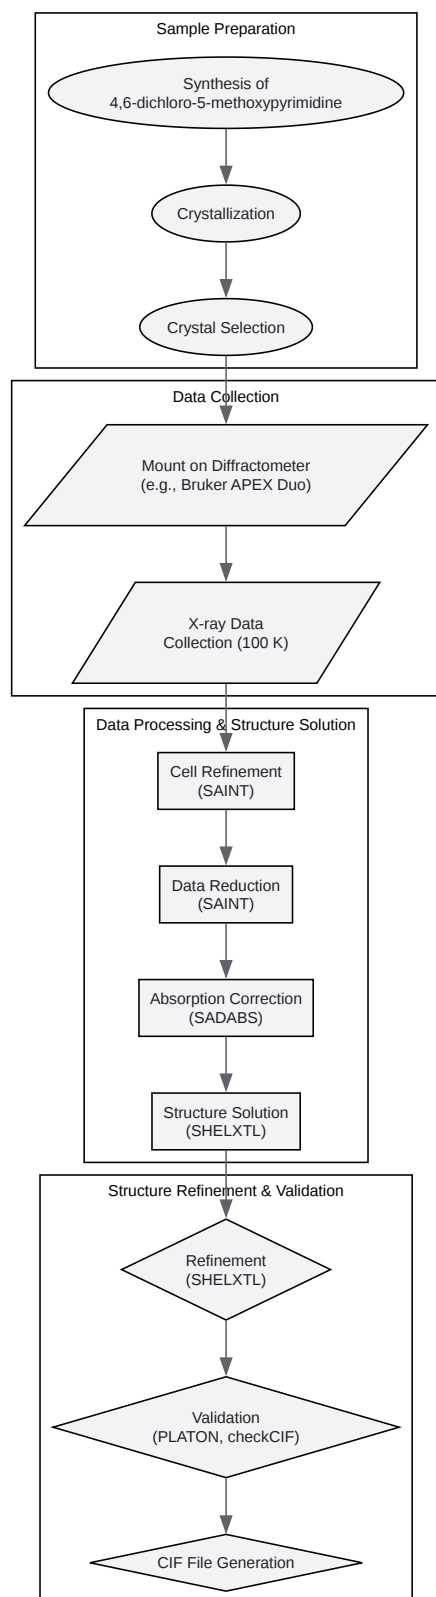 Sample Preparation
Synthesis of
4,6-dichloro-5-methoxypyrimidine
Crystallization
Crystal Selection
Data Collection
Mount on Diffractometer
(e.g., Bruker APEX Duo)
X-ray Data
Collection (100 K)
Data Processing & Structure Solution
Cell Refinement
(SAINT)
Data Reduction
(SAINT)
Absorption Correction
(SADABS)
Structure Solution
(SHELXTL)
Structure Refinement & Validation
Refinement
(SHELXTL)
Validation
(PLATON, checkCIF)
CIF File Generation